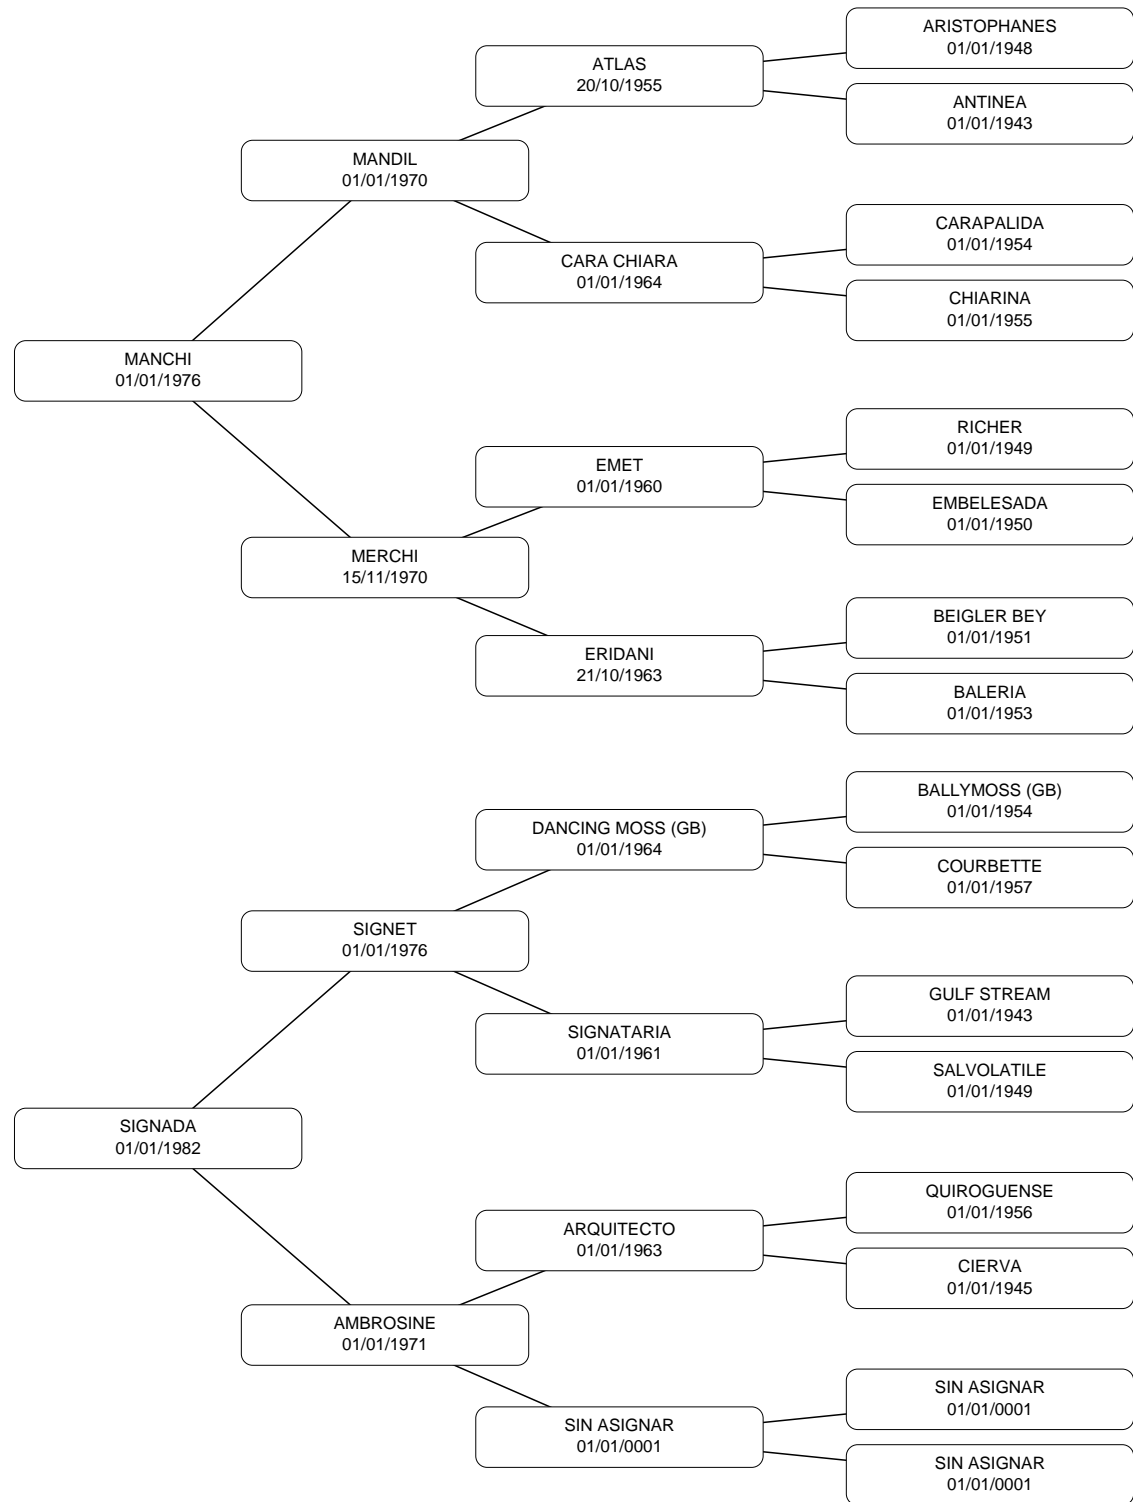 ARISTOPHANES
01/01/1948
ATLAS
20/10/1955
ANTINEA
01/01/1943
MANDIL
01/01/1970
CARAPALIDA
01/01/1954
CARA CHIARA
01/01/1964
CHIARINA
01/01/1955
MANCHI
01/01/1976
RICHER
01/01/1949
EMET
01/01/1960
EMBELESADA
01/01/1950
MERCHI
15/11/1970
BEIGLER BEY
01/01/1951
ERIDANI
21/10/1963
BALERIA
01/01/1953
BALLYMOSS (GB)
01/01/1954
DANCING MOSS (GB)
01/01/1964
COURBETTE
01/01/1957
SIGNET
01/01/1976
GULF STREAM
01/01/1943
SIGNATARIA
01/01/1961
SALVOLATILE
01/01/1949
SIGNADA
01/01/1982
QUIROGUENSE
01/01/1956
ARQUITECTO
01/01/1963
CIERVA
01/01/1945
AMBROSINE
01/01/1971
SIN ASIGNAR
01/01/0001
SIN ASIGNAR
01/01/0001
SIN ASIGNAR
01/01/0001